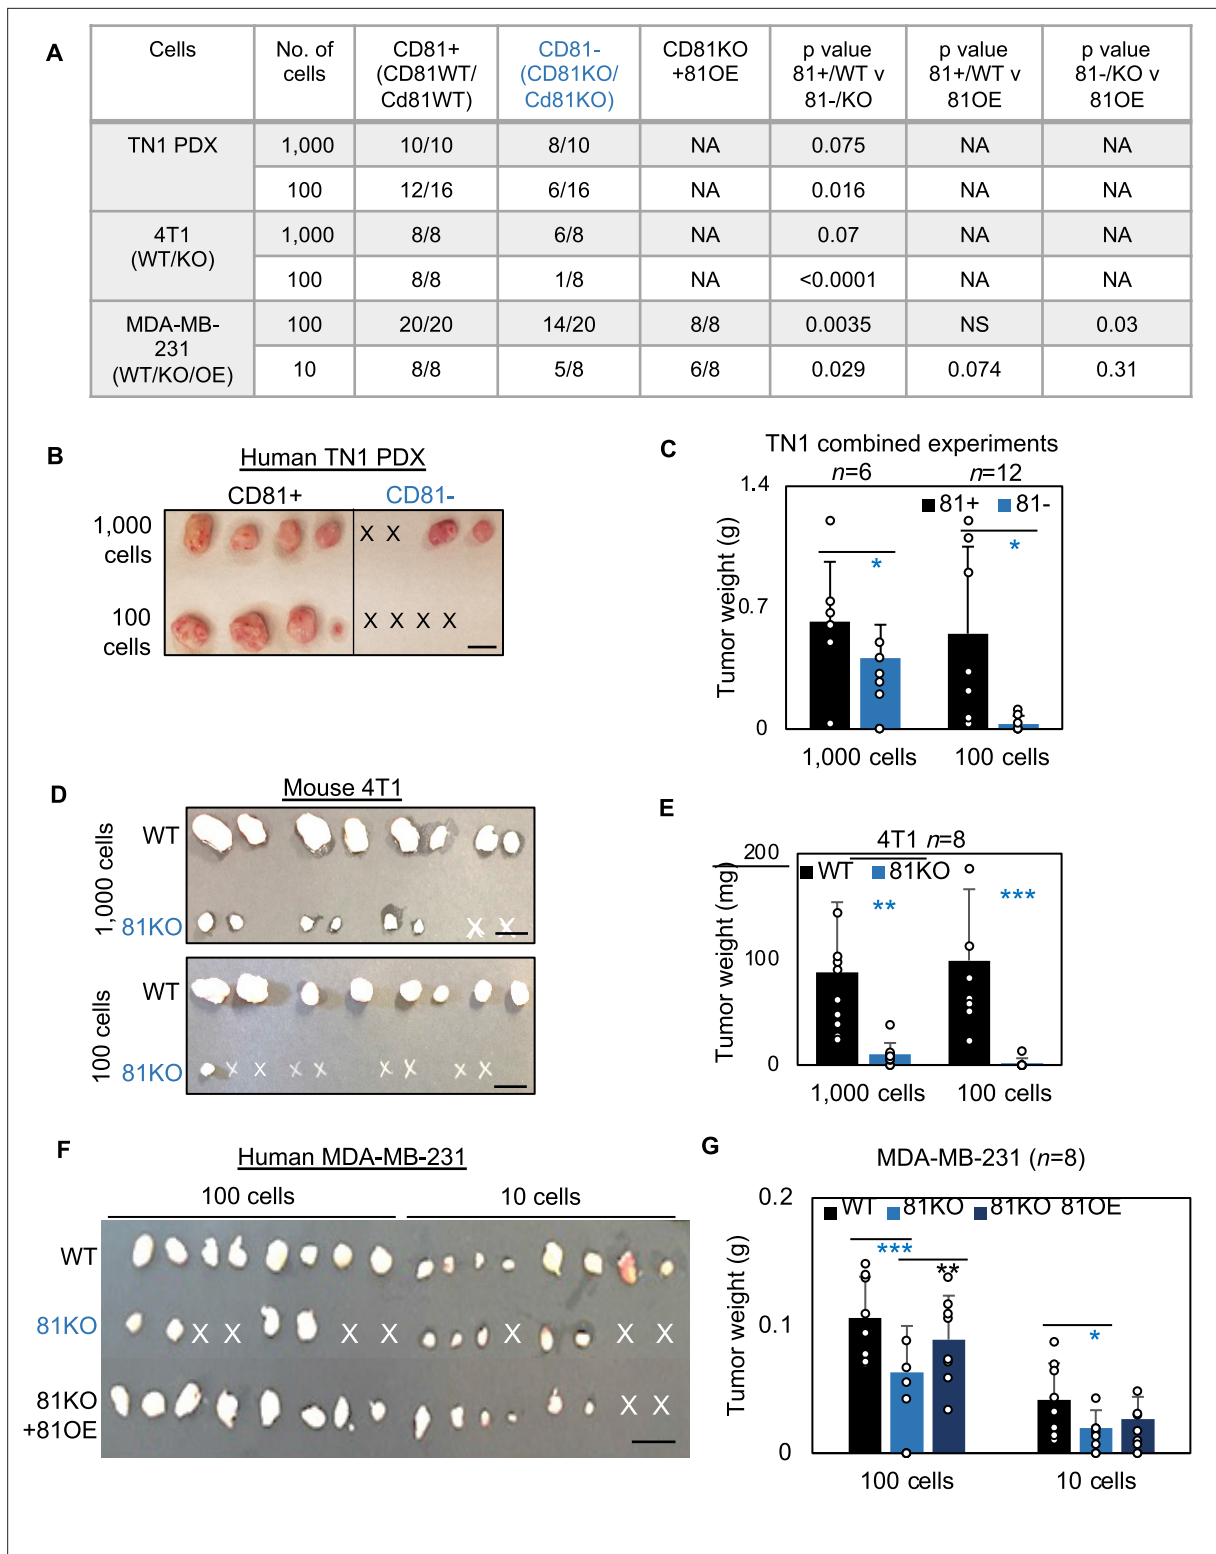 A
Cells No. of cells CD81+ (CD81WT/ Cd81WT) CD81- (CD81KO/ Cd81KO) CD81KO +81OE p value 81+/WT v 81-/KO p value 81+/WT v 81OE p value 81-/KO v 81OE
TN1 PDX 1,000 10/10 8/10 NA 0.075 NA NA
100 12/16 6/16 NA 0.016 NA NA
4T1 (WT/KO) 1,000 8/8 6/8 NA 0.07 NA NA
100 8/8 1/8 NA <0.0001 NA NA
MDA-MB-231 (WT/KO/OE) 100 20/20 14/20 8/8 0.0035 NS 0.03
10 8/8 5/8 6/8 0.029 0.074 0.31
B
Human TN1 PDX
CD81+ CD81-
1,000 cells X X
100 cells X X X X
C
TN1 combined experiments
n=6 n=12
81+ 81-
Tumor weight (g)
1.4
0.7
0
* *
1,000 cells 100 cells
D
Mouse 4T1
1,000 cells
WT
81KO X X
100 cells
WT
81KO X X X X X X X
E
4T1 n=8
WT 81KO
Tumor weight (mg)
200
100
0
** ***
1,000 cells 100 cells
F
Human MDA-MB-231
100 cells 10 cells
WT
81KO X X X X X X X
81KO +81OE X X
G
MDA-MB-231 (n=8)
WT 81KO 81KO 81OE
Tumor weight (g)
0.2
0.1
0
*** ** *
100 cells 10 cells